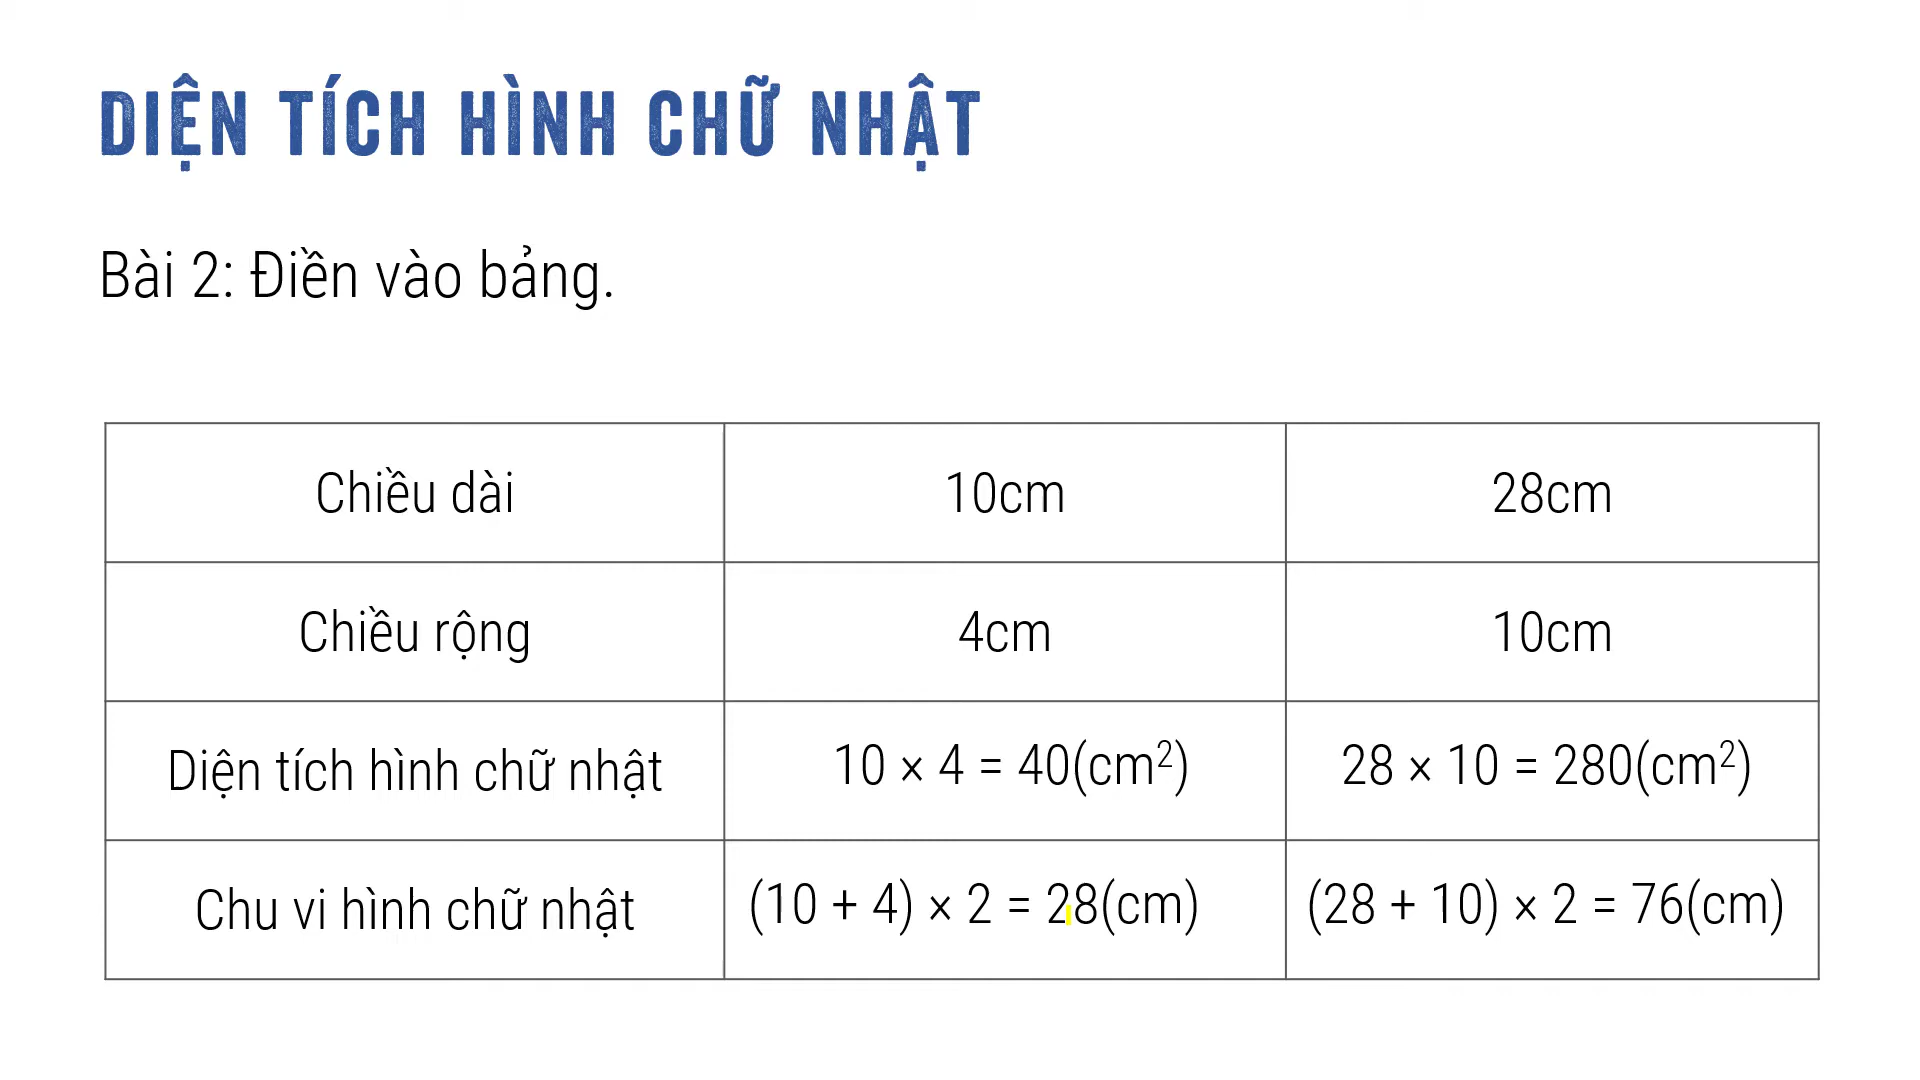 DIỆN TÍCH HÌNH CHỮ NHẬT
Bài 2: Điền vào bảng.
Chiều dài 10cm 28cm
Chiều rộng 4cm 10cm
Diện tích hình chữ nhật 10 × 4 = 40(cm²) 28 × 10 = 280(cm²)
Chu vi hình chữ nhật (10 + 4) × 2 = 28(cm) (28 + 10) × 2 = 76(cm)